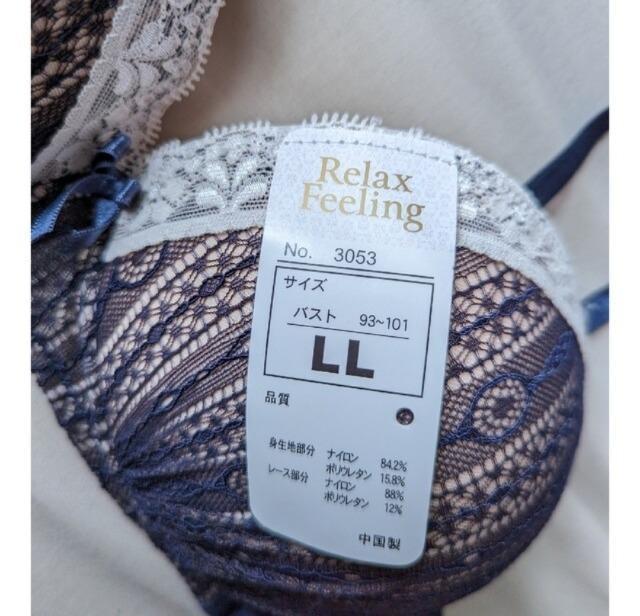 Relax
Feeling
No. 3053
サイズ
バスト 93~101
LL
品質
身生地部分 ナイロン 84.2%
ポリウレタン 15.8%
レース部分 ナイロン 88%
ポリウレタン 12%
中国製